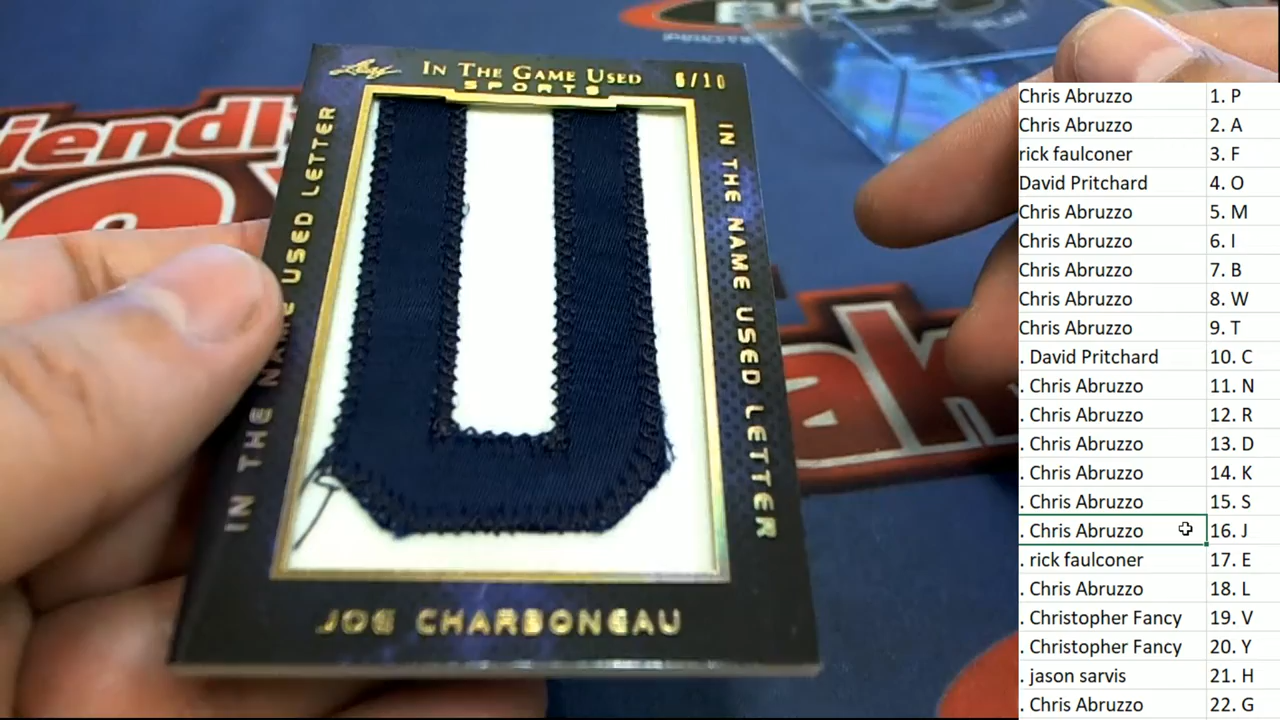 Leaf
IN THE GAME USED
SPORTS
6/10
IN THE NAME USED LETTER
IN THE NAME USED LETTER
U
JOE CHARBONEAU
riendly
Chris Abruzzo 1. P
Chris Abruzzo 2. A
rick faulconer 3. F
David Pritchard 4. O
Chris Abruzzo 5. M
Chris Abruzzo 6. I
Chris Abruzzo 7. B
Chris Abruzzo 8. W
Chris Abruzzo 9. T
. David Pritchard 10. C
. Chris Abruzzo 11. N
. Chris Abruzzo 12. R
. Chris Abruzzo 13. D
. Chris Abruzzo 14. K
. Chris Abruzzo 15. S
. Chris Abruzzo 16. J
. rick faulconer 17. E
. Chris Abruzzo 18. L
. Christopher Fancy 19. V
. Christopher Fancy 20. Y
. jason sarvis 21. H
. Chris Abruzzo 22. G